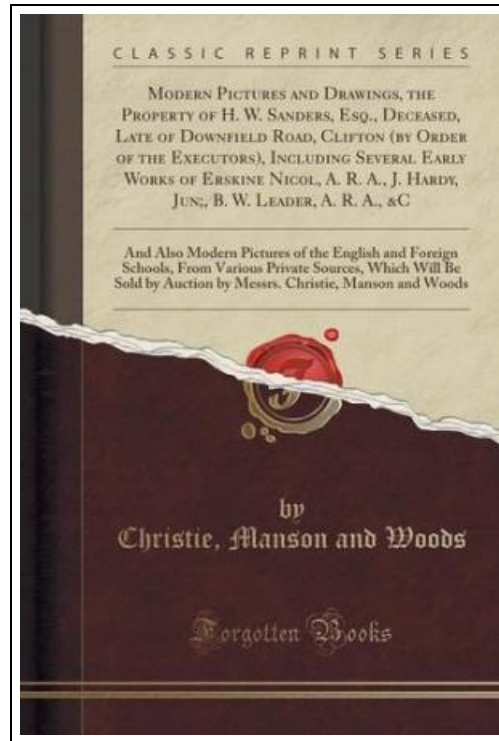 CLASSIC REPRINT SERIES
MODERN PICTURES AND DRAWINGS, THE
PROPERTY OF H. W. SANDERS, ESQ., DECEASED,
LATE OF DOWNFIELD ROAD, CLIFTON (BY ORDER
OF THE EXECUTORS), INCLUDING SEVERAL EARLY
WORKS OF ERSKINE NICOL, A. R. A., J. HARDY,
JUN;, B. W. LEADER, A. R. A., &C
And Also Modern Pictures of the English and Foreign
Schools, From Various Private Sources, Which Will Be
Sold by Auction by Messrs. Christie, Manson and Woods
by
Christie, Manson and Woods
Forgotten Books